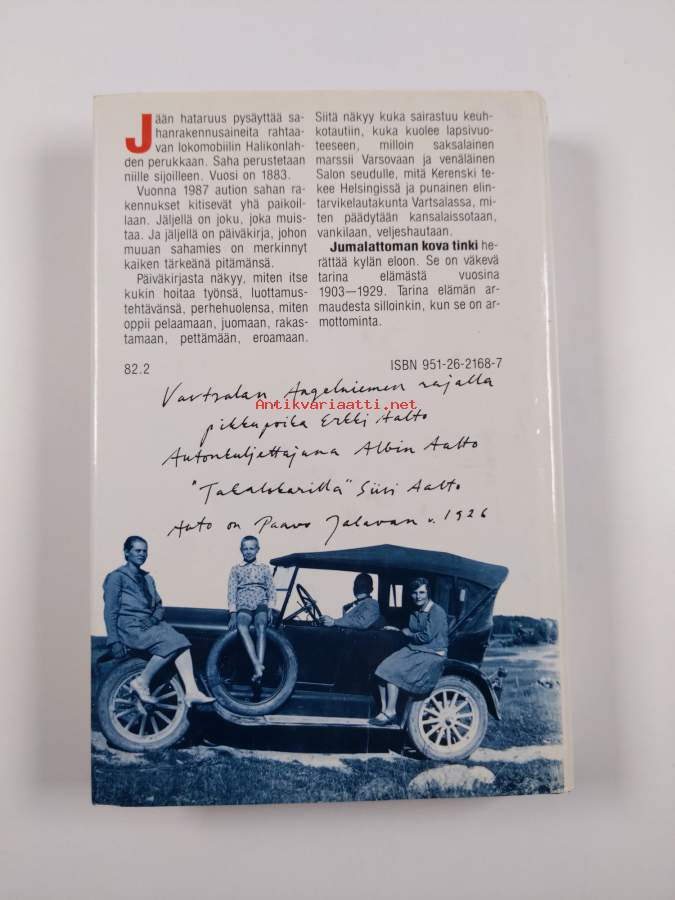 Jään hataruus pysäyttää sa-
hanrakennusaineita rahtaa-
van lokomobiilin Halikonlah-
den perukkaan. Saha perustetaan
niille sijoilleen. Vuosi on 1883.
Vuonna 1987 aution sahan ra-
kennukset kitisevät yhä paikoil-
laan. Jäljellä on joku, joka muis-
taa. Ja jäljellä on päiväkirja, johon
muuan sahamies on merkinnyt
kaiken tärkeänä pitämänsä.
Päiväkirjasta näkyy, miten itse
kukin hoitaa työnsä, luottamus-
tehtävänsä, perhehuolensa, miten
oppii pelaamaan, juomaan, rakas-
tamaan, pettämään, eroamaan.
Siitä näkyy kuka sairastuu keuh-
kotautiin, kuka kuolee lapsivuo-
teeseen, milloin saksalainen
marssii Varsovaan ja venäläinen
Salon seudulle, mitä Kerenski te-
kee Helsingissä ja punainen elin-
tarvikelautakunta Vartsalassa, mi-
ten päädytään kansalaissotaan,
vankilaan, veljeshautaan.
Jumalattoman kova tinki he-
rättää kylän eloon. Se on väkevä
tarina elämästä vuosina
1903—1929. Tarina elämän ar-
maudesta silloinkin, kun se on ar-
mottominta.
82.2
ISBN 951-26-2168-7
Vartsalan Angelniemen rajalla
Antikvariaatti.net
pikkupoika Erkki Aalto
Autonkuljettajana Albin Aalto
"Takalokarilla" Siiri Aalto
Auto on Paavo Jalavan v. 1926